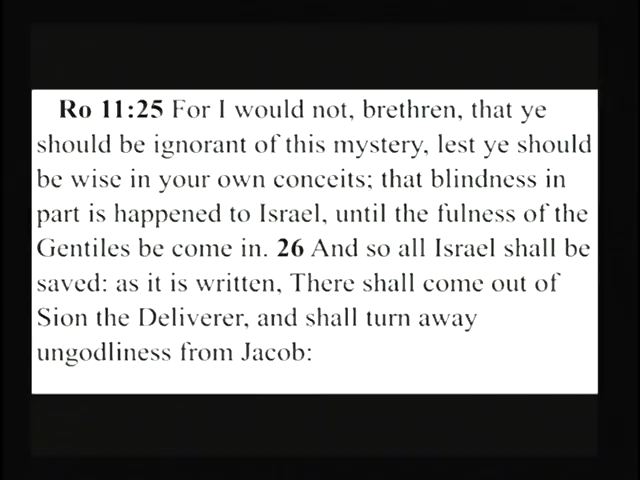 Ro 11:25 For I would not, brethren, that ye
should be ignorant of this mystery, lest ye should
be wise in your own conceits; that blindness in
part is happened to Israel, until the fulness of the
Gentiles be come in. 26 And so all Israel shall be
saved: as it is written, There shall come out of
Sion the Deliverer, and shall turn away
ungodliness from Jacob: